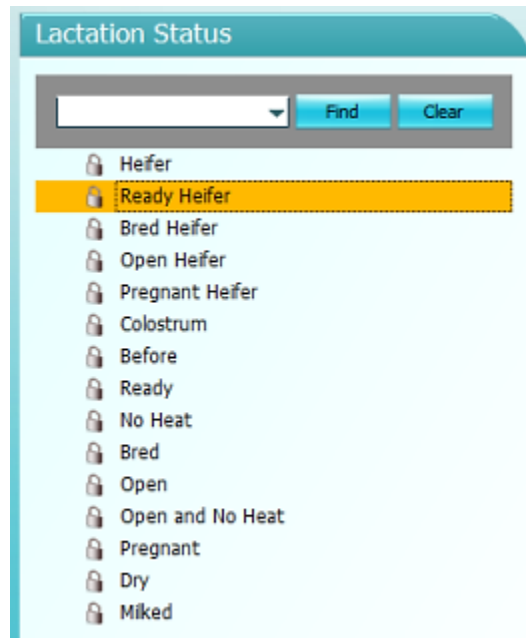 Lactation Status
Find Clear
Heifer
Ready Heifer
Bred Heifer
Open Heifer
Pregnant Heifer
Colostrum
Before
Ready
No Heat
Bred
Open
Open and No Heat
Pregnant
Dry
Milked